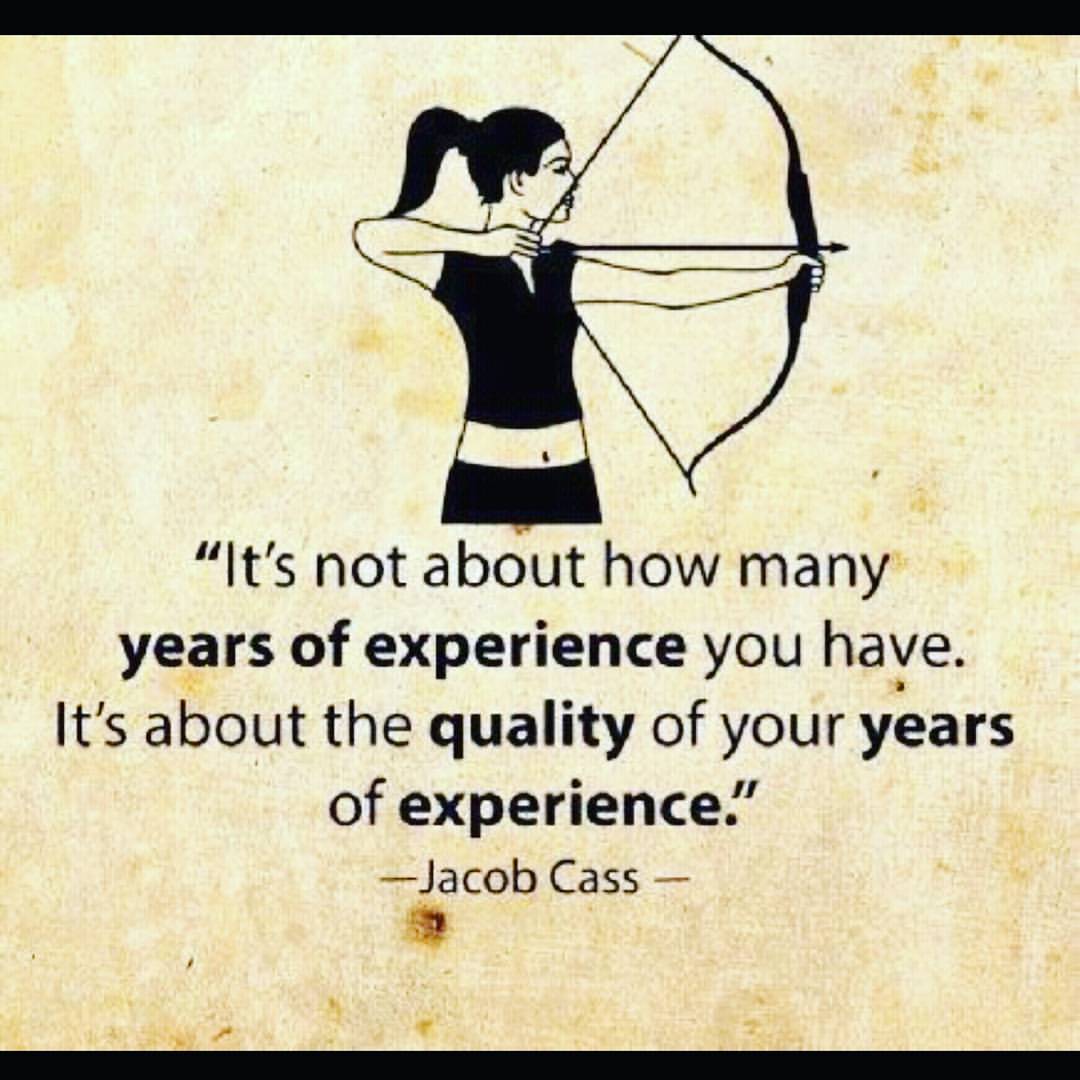 “It’s not about how many
years of experience you have.
It’s about the quality of your years
of experience.”
—Jacob Cass —